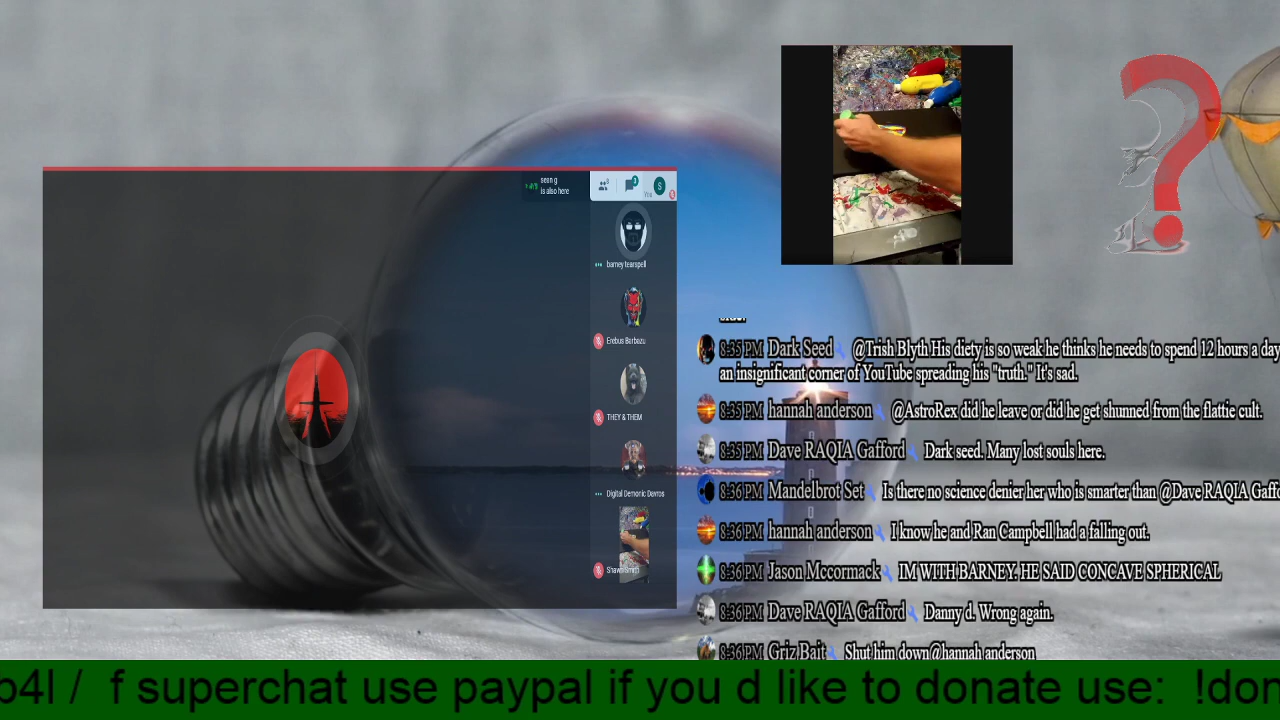 sean g
is also here
You
S
barney tearspell
Erebus Barbazu
THEY & THEM
Digital Demonic Davros
Shawn Smith
8:35 PM Dark Seed @Trish Blyth His diety is so weak he thinks he needs to spend 12 hours a day
an insignificant corner of YouTube spreading his "truth." It's sad.
8:35 PM hannah anderson @AstroRex did he leave or did he get shunned from the flattie cult.
8:35 PM Dave RAQIA Gafford Dark seed. Many lost souls here.
8:36 PM Mandelbrot Set Is there no science denier her who is smarter than @Dave RAQIA Gaff
8:36 PM hannah anderson I know he and Ran Campbell had a falling out.
8:36 PM Jason Mccormack IM WITH BARNEY. HE SAID CONCAVE SPHERICAL
8:36 PM Dave RAQIA Gafford Danny d. Wrong again.
8:36 PM Griz Bait Shut him down@hannah anderson
p4l / f superchat use paypal if you d like to donate use: !don